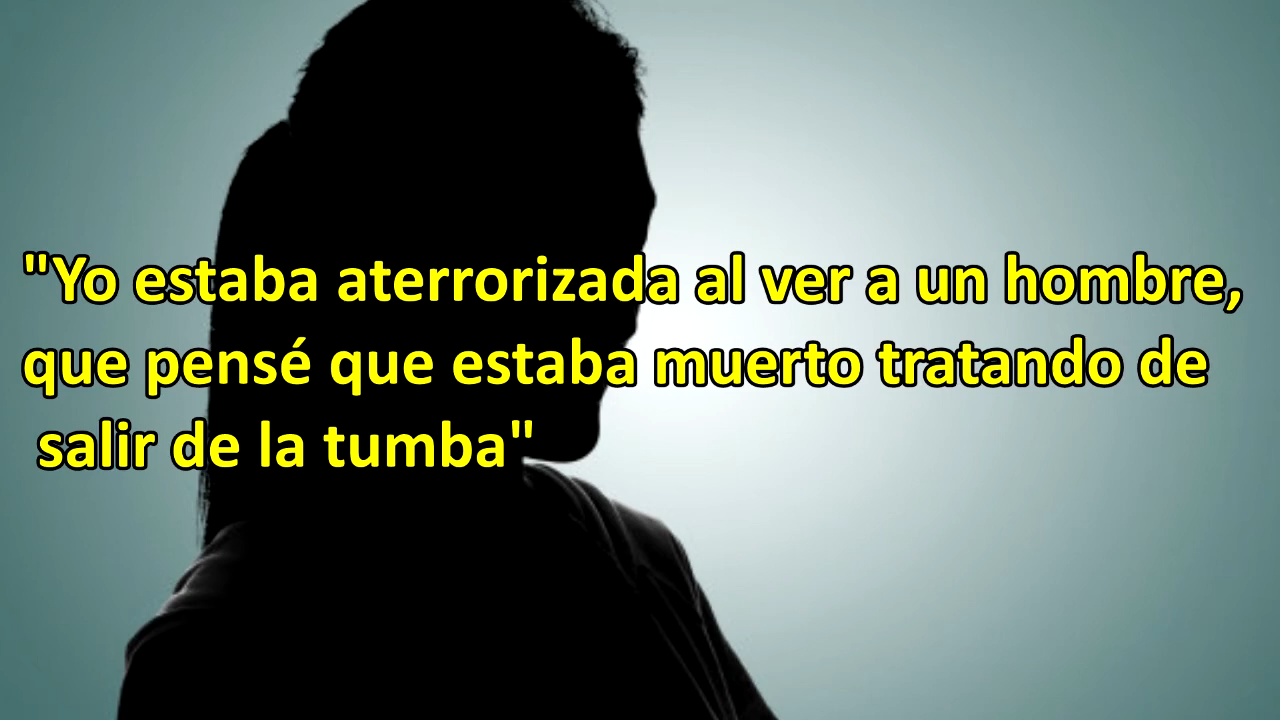 "Yo estaba aterrorizada al ver a un hombre,
que pensé que estaba muerto tratando de
salir de la tumba"